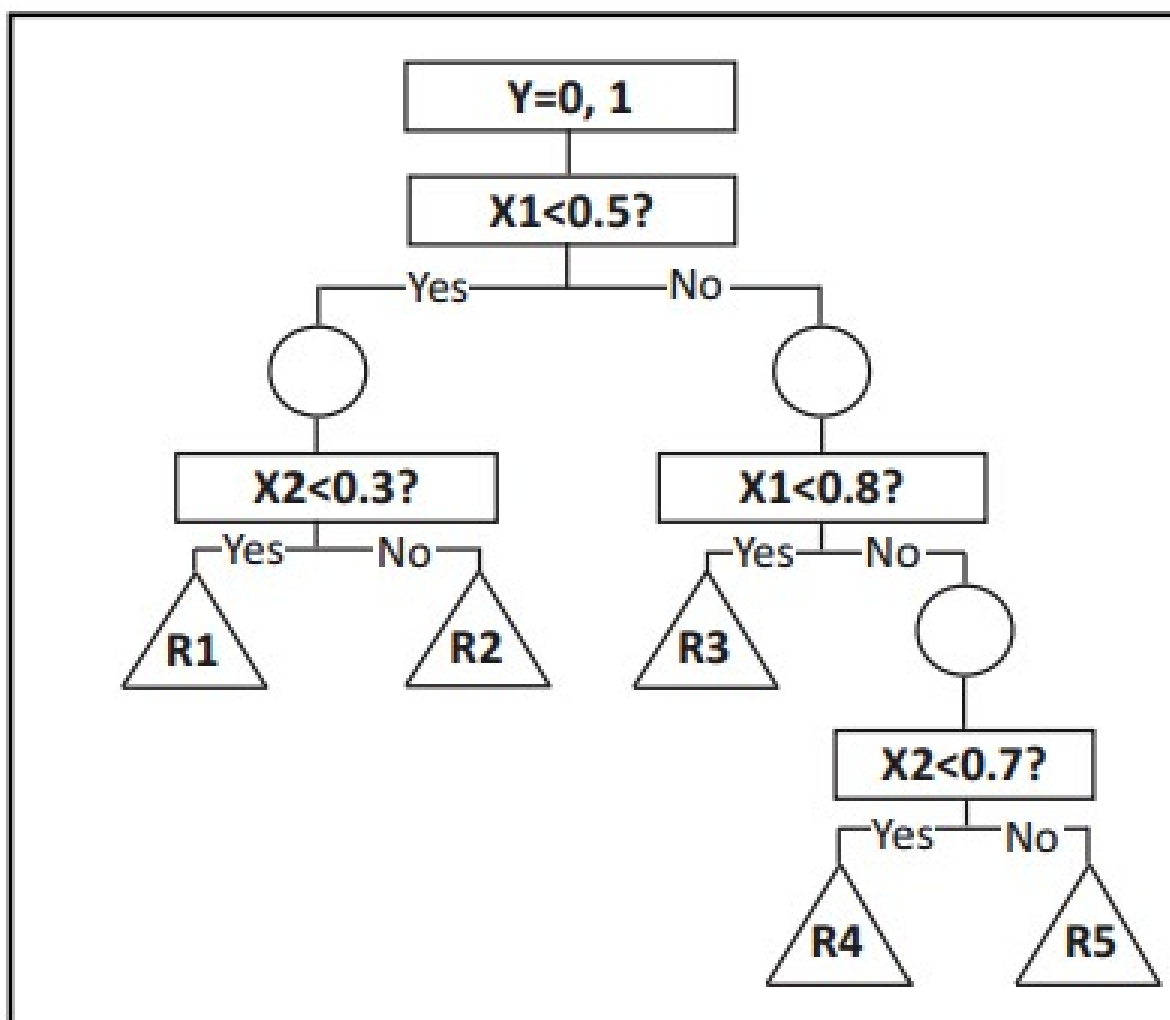 Y=0, 1
X1<0.5?
Yes No
X2<0.3? X1<0.8?
Yes No Yes No
R1 R2 R3
X2<0.7?
Yes No
R4 R5